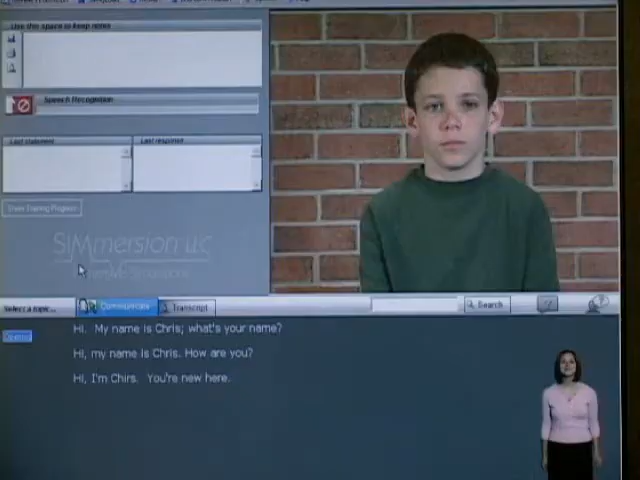 Use this space to keep notes
Speech Recognition
Last statement
Last response
SIMmersion LLC
Select a topic...
Transcript
Search
Hi. My name is Chris; what's your name?
Hi, my name is Chris. How are you?
Hi, I'm Chirs. You're new here.